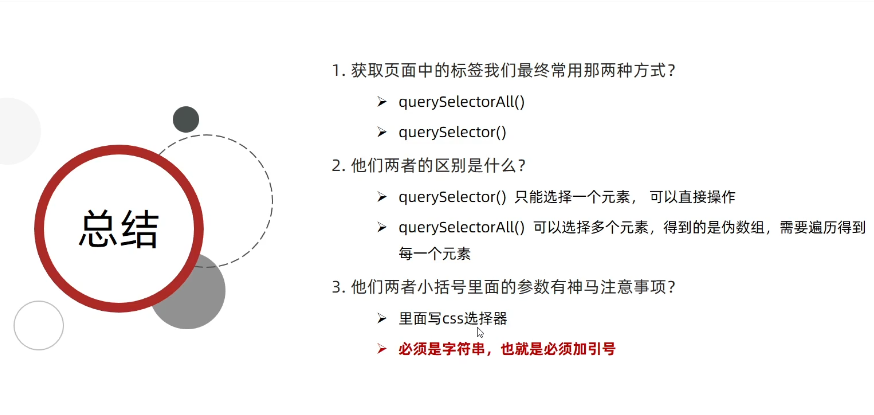 总结
1. 获取页面中的标签我们最终常用那两种方式？
querySelectorAll()
querySelector()
2. 他们两者的区别是什么？
querySelector() 只能选择一个元素， 可以直接操作
querySelectorAll() 可以选择多个元素，得到的是伪数组，需要遍历得到
每一个元素
3. 他们两者小括号里面的参数有神马注意事项？
里面写css选择器
必须是字符串，也就是必须加引号